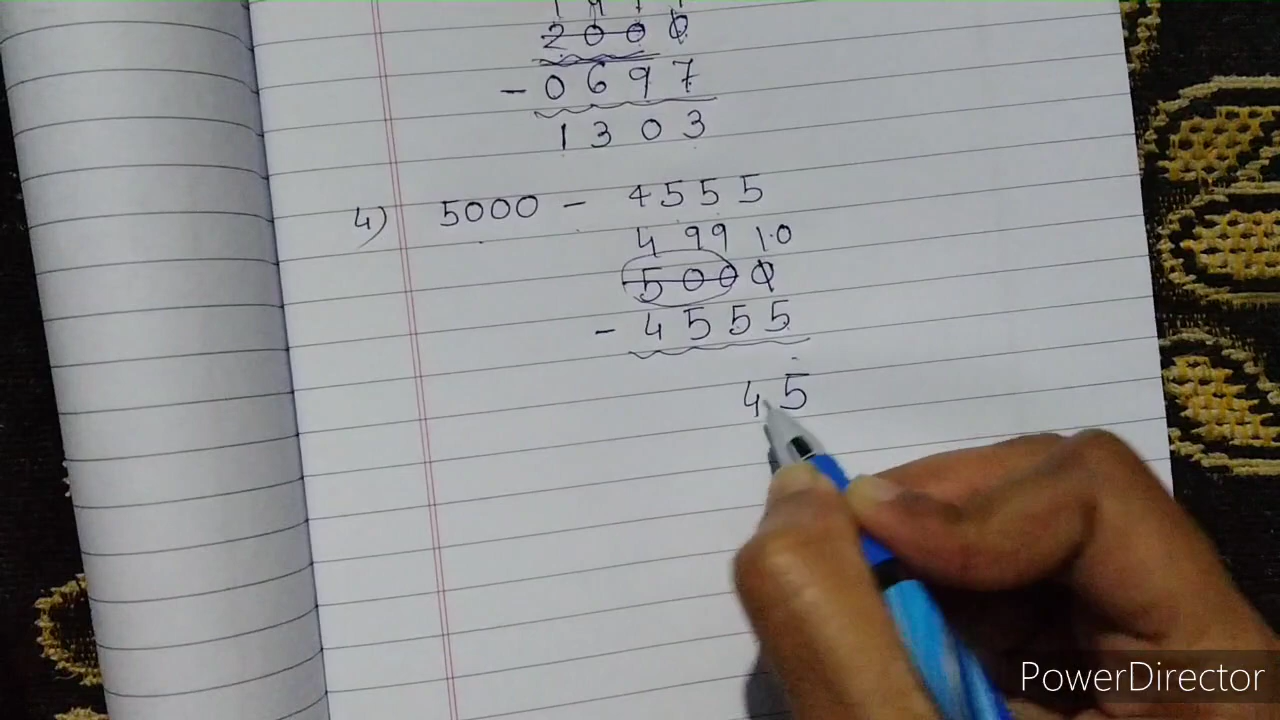 2000
- 0697
1303
4) 5000 - 4555
4 9 9 10
5000
- 4555
45
PowerDirector